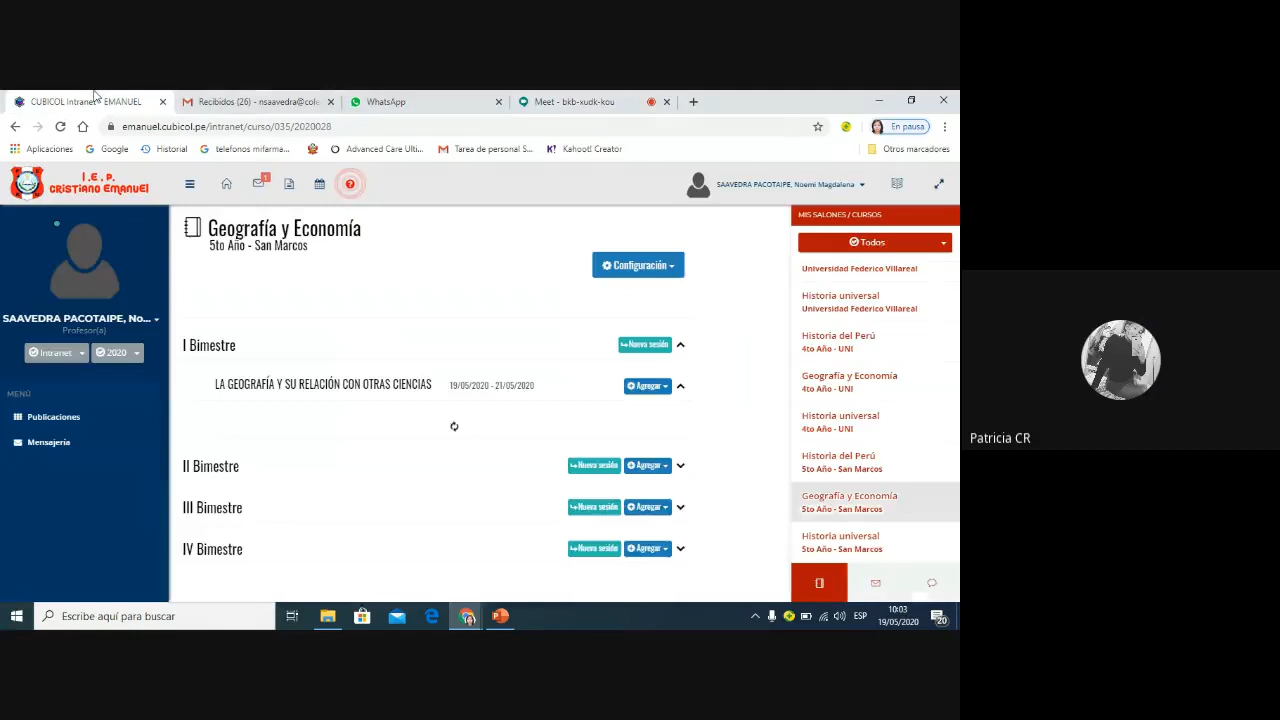 CUBICOL Intranet EMANUEL
Recibidos (26) - nsaavedra@cole
WhatsApp
Meet - bkb-xudk-kou
emanuel.cubicol.pe/intranet/curso/035/2020028
En pausa
Aplicaciones
Google
Historial
telefonos mifarma...
Advanced Care Ulti...
Tarea de personal S...
K! Kahoot! Creator
Otros marcadores
I.E.P.
CRISTIANO EMANUEL
1
SAAVEDRA PACOTAIPE, Noemi Magdalena
SAAVEDRA PACOTAIPE, No...
Profesor(a)
Intranet
2020
MENÚ
Publicaciones
Mensajería
Geografía y Economía
5to Año - San Marcos
Configuración
I Bimestre
Nueva sesión
LA GEOGRAFÍA Y SU RELACIÓN CON OTRAS CIENCIAS
19/05/2020 - 21/05/2020
Agregar
II Bimestre
Nueva sesión
Agregar
III Bimestre
Nueva sesión
Agregar
IV Bimestre
Nueva sesión
Agregar
MIS SALONES / CURSOS
Todos
Universidad Federico Villareal
Historia universal
Universidad Federico Villareal
Historia del Perú
4to Año - UNI
Geografía y Economía
4to Año - UNI
Historia universal
4to Año - UNI
Historia del Perú
5to Año - San Marcos
Geografía y Economía
5to Año - San Marcos
Historia universal
5to Año - San Marcos
Escribe aquí para buscar
ESP
10:03
19/05/2020
20
Patricia CR